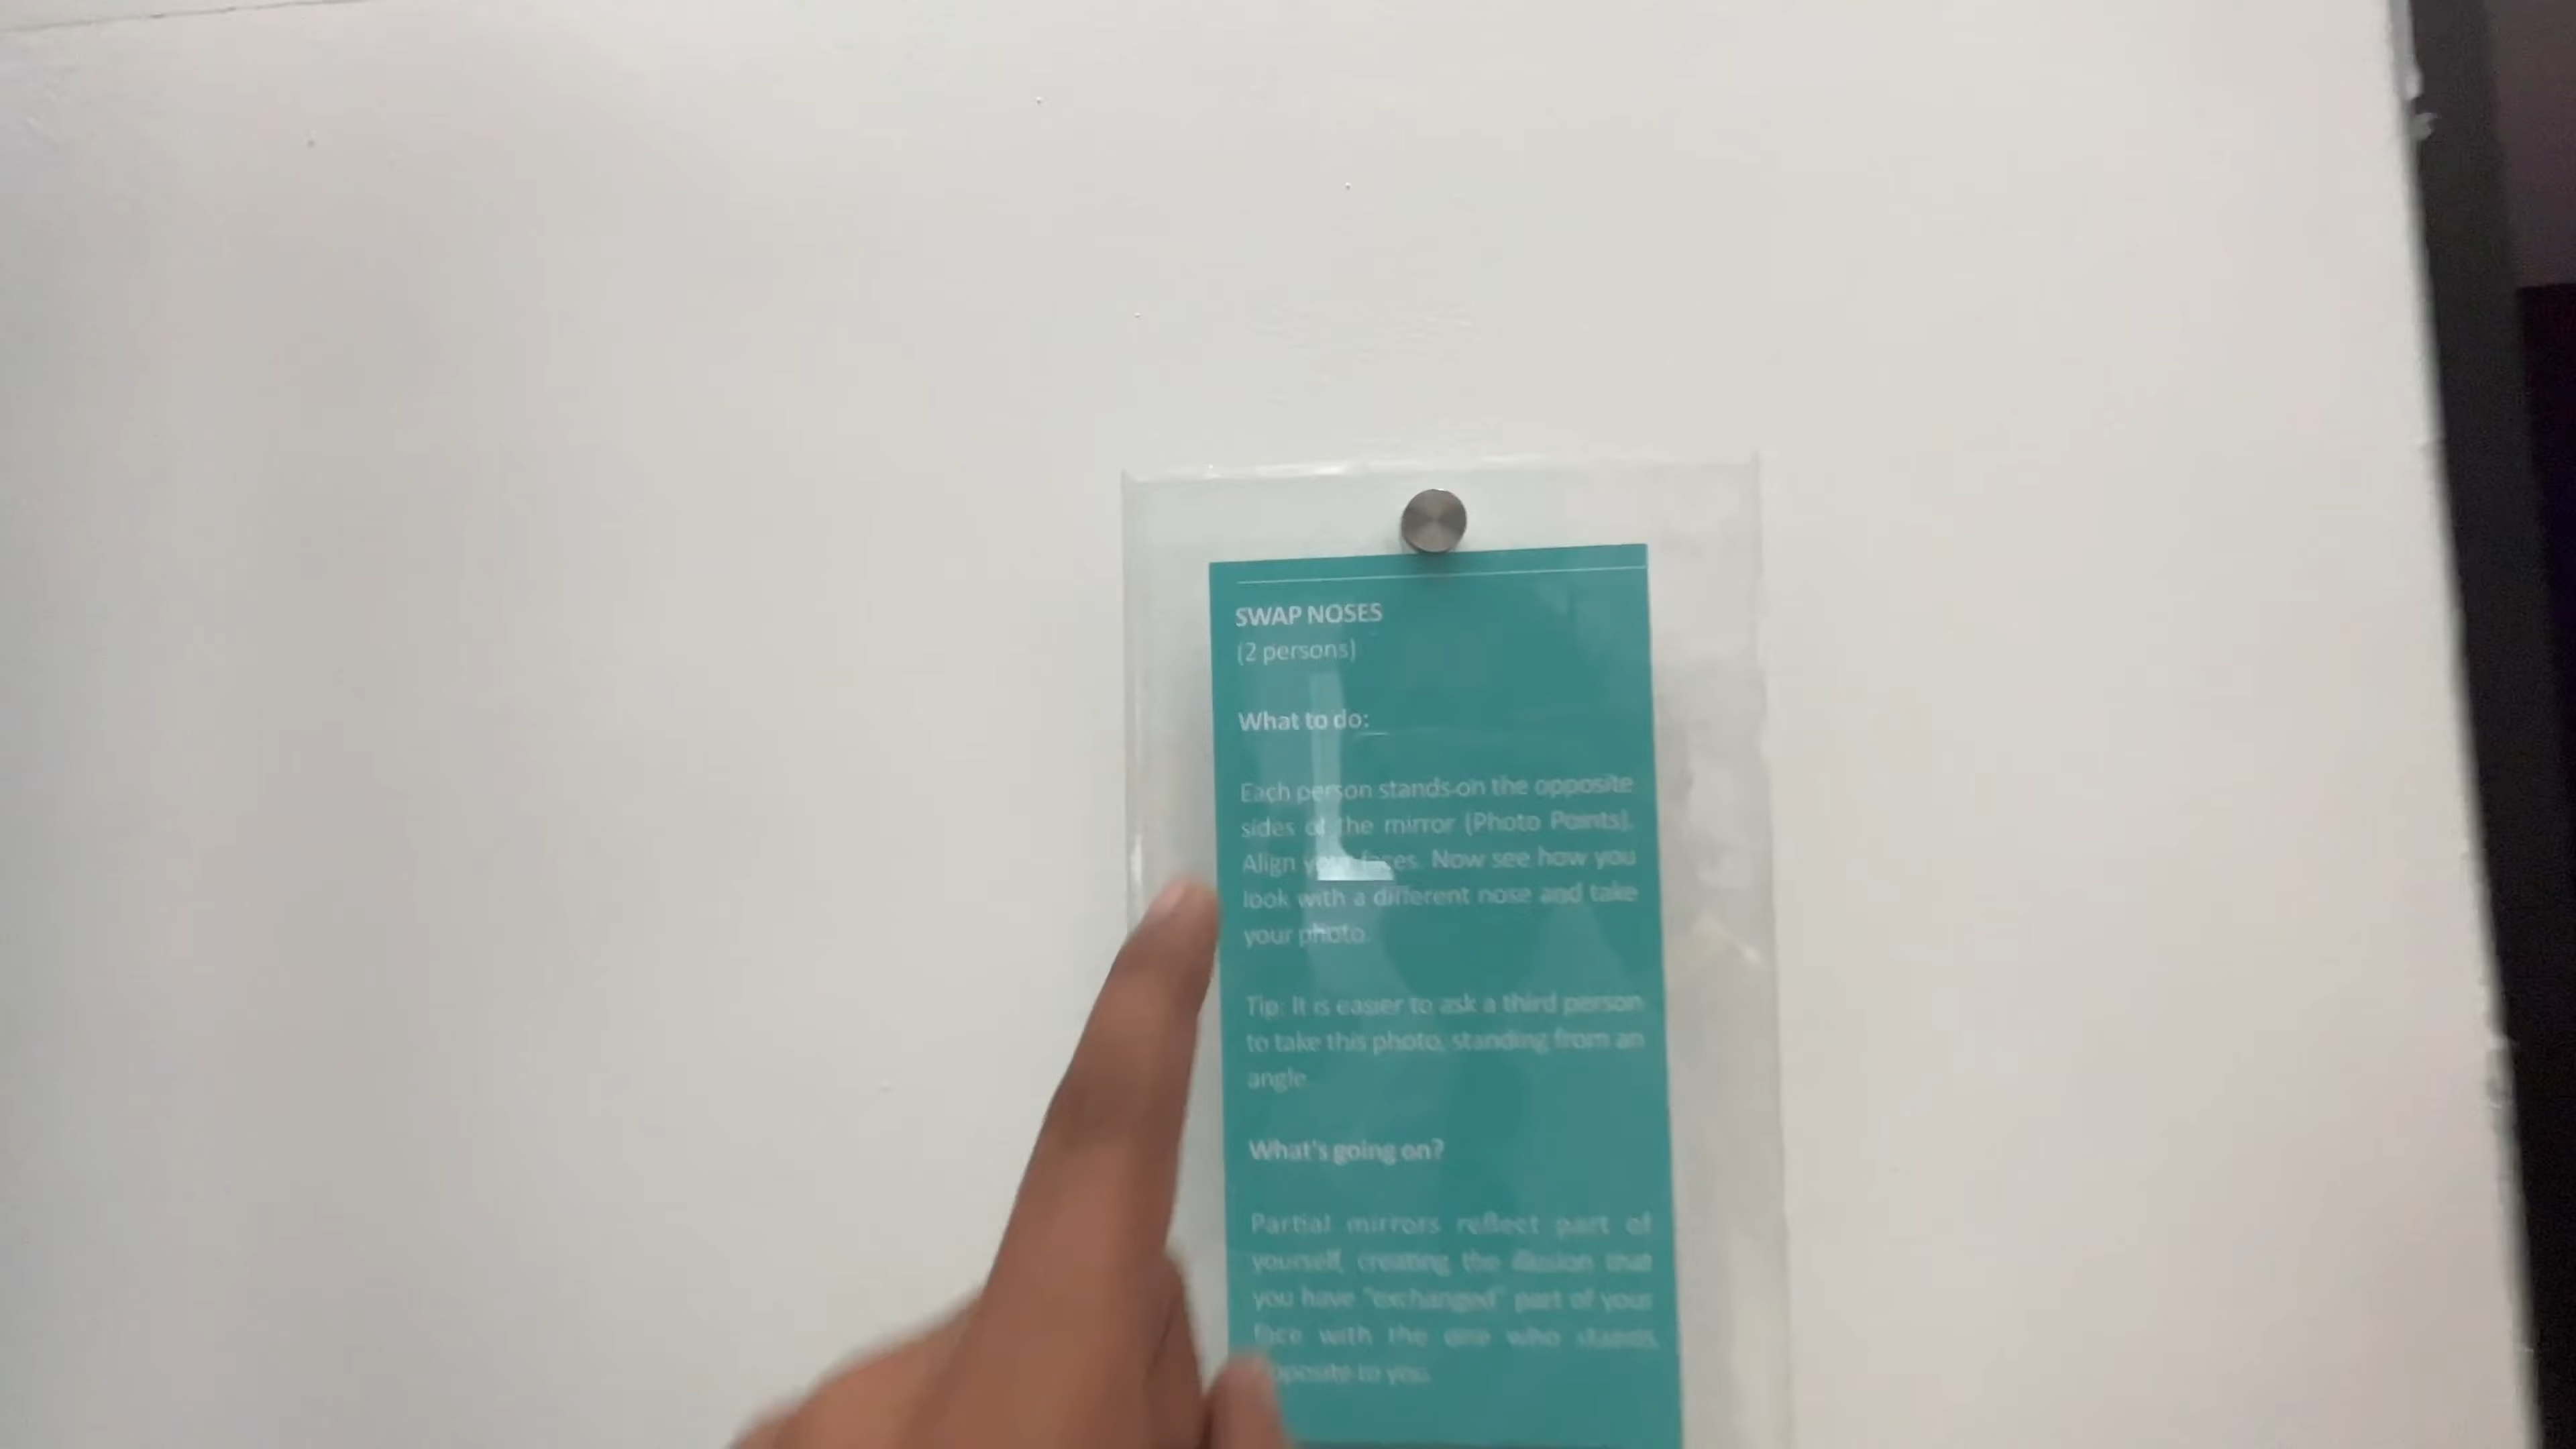 SWAP NOSES
(2 persons)
What to do:
Each person stands on the opposite
sides of the mirror (Photo Points).
Align your faces. Now see how you
look with a different nose and take
your photo.
Tip: It is easier to ask a third person
to take this photo, standing from an
angle.
What's going on?
Partial mirrors reflect part of
yourself, creating the illusion that
you have "exchanged" part of your
face with the one who stands
opposite to you.